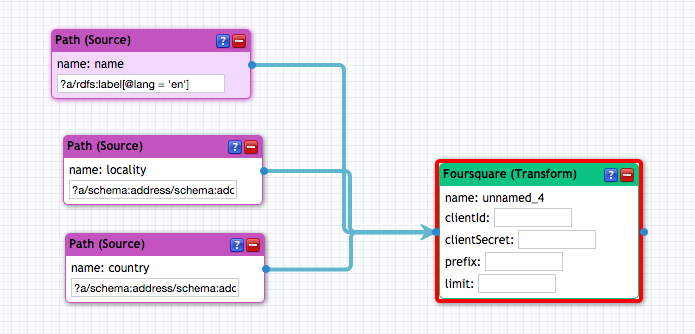 Path (Source) ? −
name: name
?a/rdfs:label[@lang = 'en']
Path (Source) ? −
name: locality
?a/schema:address/schema:adc
Path (Source) ? −
name: country
?a/schema:address/schema:adc
Foursquare (Transform) ? −
name: unnamed_4
clientId:
clientSecret:
prefix:
limit: